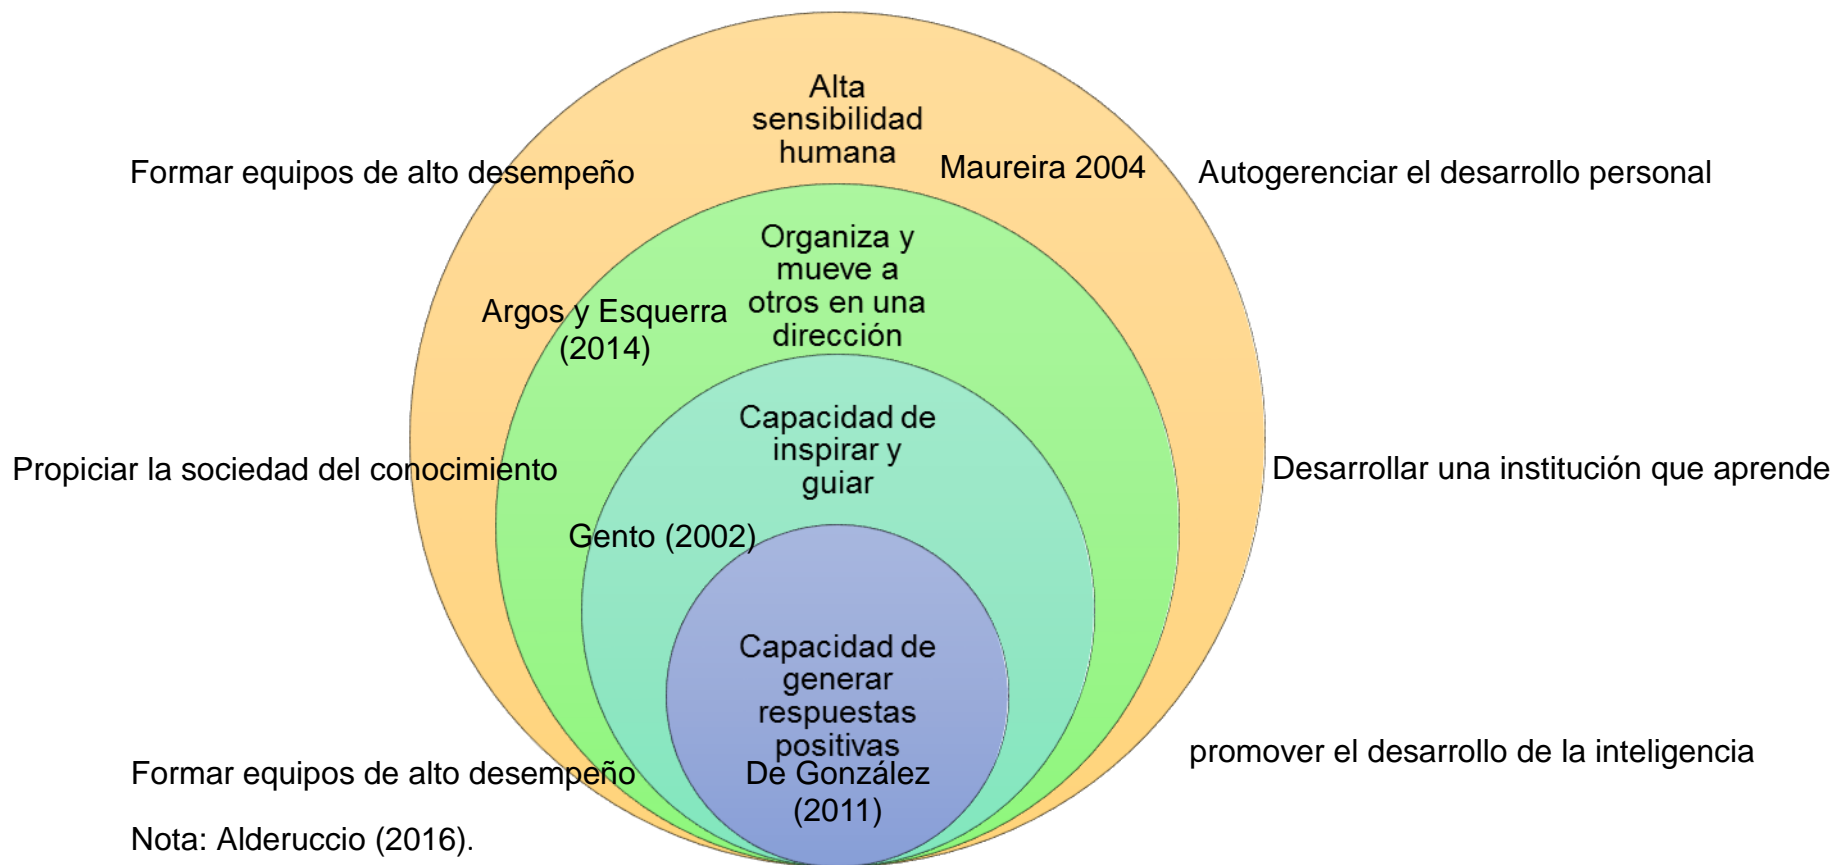 Alta
sensibilidad
humana
Formar equipos de alto desempeño
Maureira 2004
Autogerenciar el desarrollo personal
Organiza y
mueve a
otros en una
dirección
Argos y Esquerra
(2014)
Capacidad de
inspirar y
guiar
Propiciar la sociedad del conocimiento
Desarrollar una institución que aprende
Gento (2002)
Capacidad de
generar
respuestas
positivas
De González
(2011)
promover el desarrollo de la inteligencia
Formar equipos de alto desempeño
Nota: Alderuccio (2016).